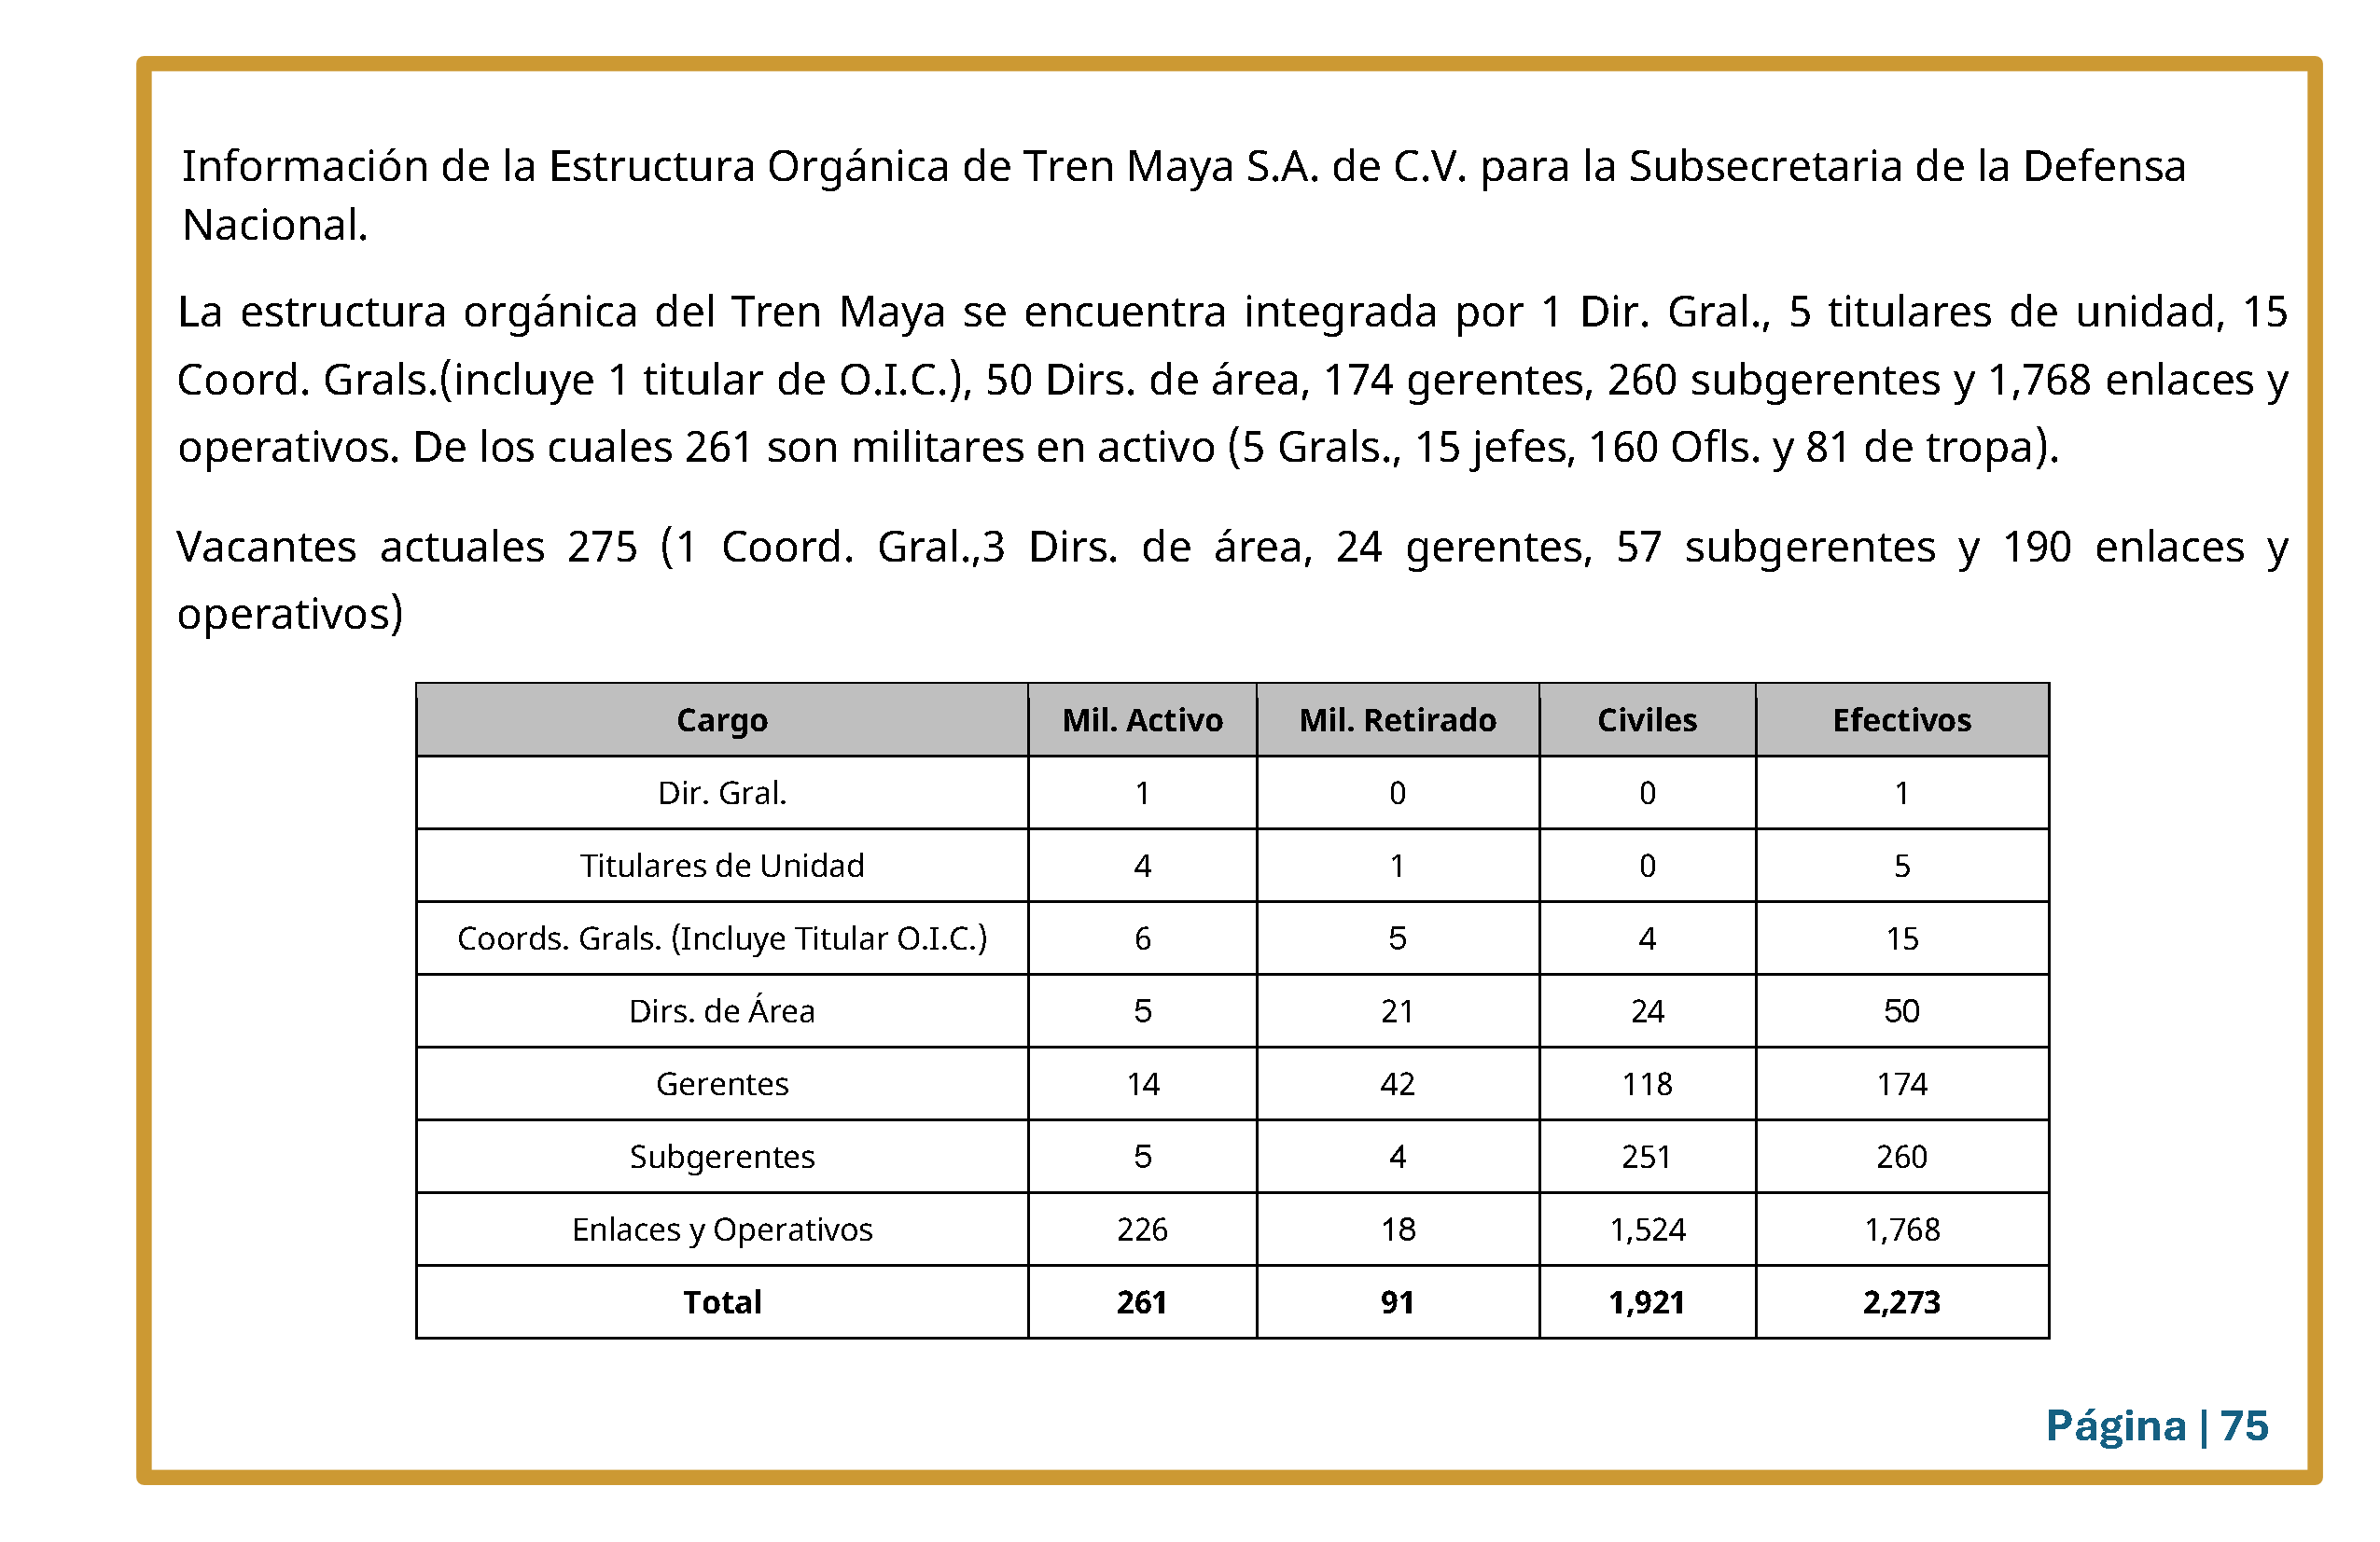 Información de la Estructura Orgánica de Tren Maya S.A. de C.V. para la Subsecretaria de la Defensa
Nacional.
La estructura orgánica del Tren Maya se encuentra integrada por 1 Dir. Gral., 5 titulares de unidad, 15
Coord. Grals.(incluye 1 titular de O.I.C.), 50 Dirs. de área, 174 gerentes, 260 subgerentes y 1,768 enlaces y
operativos. De los cuales 261 son militares en activo (5 Grals., 15 jefes, 160 Ofls. y 81 de tropa).
Vacantes actuales 275 (1 Coord. Gral.,3 Dirs. de área, 24 gerentes, 57 subgerentes y 190 enlaces y
operativos)
Cargo Mil. Activo Mil. Retirado Civiles Efectivos
Dir. Gral. 1 0 0 1
Titulares de Unidad 4 1 0 5
Coords. Grals. (Incluye Titular O.I.C.) 6 5 4 15
Dirs. de Área 5 21 24 50
Gerentes 14 42 118 174
Subgerentes 5 4 251 260
Enlaces y Operativos 226 18 1,524 1,768
Total 261 91 1,921 2,273
Página | 75